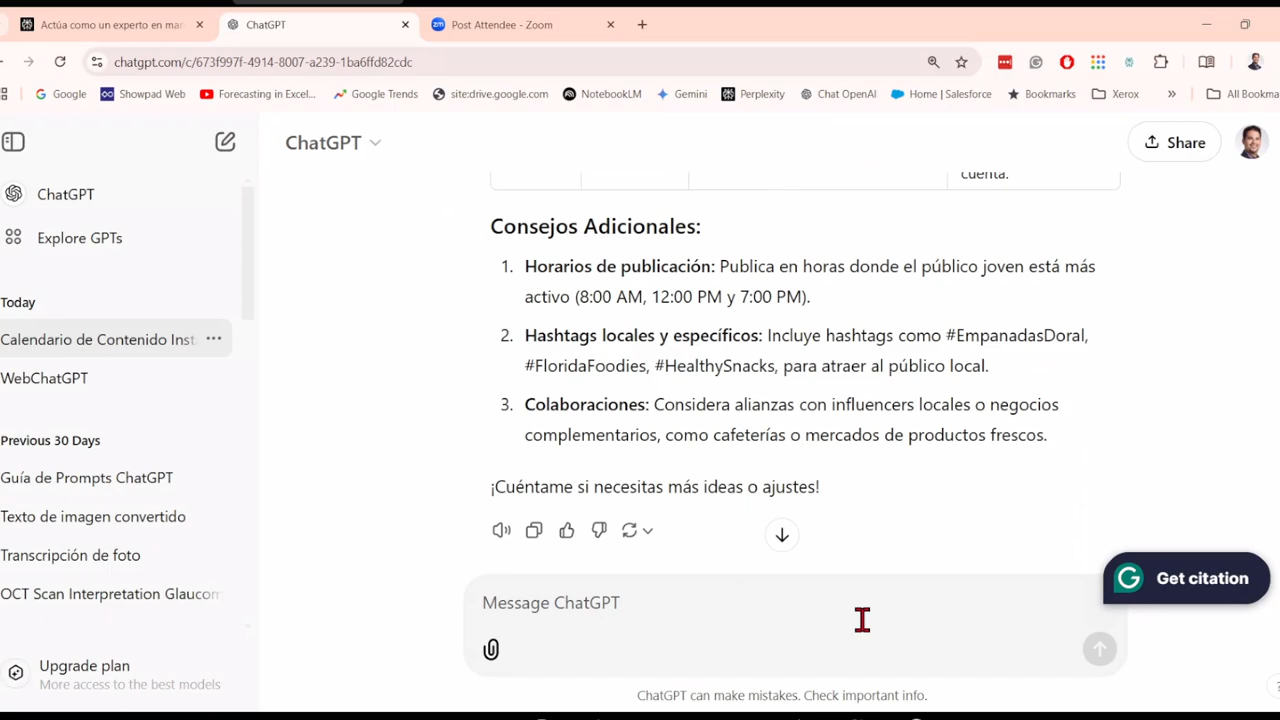 Actúa como un experto en mar
ChatGPT
Post Attendee - Zoom
chatgpt.com/c/673f997f-4914-8007-a239-1ba6ffd82cdc
Google
Showpad Web
Forecasting in Excel...
Google Trends
site:drive.google.com
NotebookLM
Gemini
Perplexity
Chat OpenAI
Home | Salesforce
Bookmarks
Xerox
»
All Bookma
ChatGPT
Share
ChatGPT
Explore GPTs
Today
Calendario de Contenido Inst
WebChatGPT
Previous 30 Days
Guía de Prompts ChatGPT
Texto de imagen convertido
Transcripción de foto
OCT Scan Interpretation Glaucom
Upgrade plan
More access to the best models
cuenta.
Consejos Adicionales:
1. Horarios de publicación: Publica en horas donde el público joven está más
activo (8:00 AM, 12:00 PM y 7:00 PM).
2. Hashtags locales y específicos: Incluye hashtags como #EmpanadasDoral,
#FloridaFoodies, #HealthySnacks, para atraer al público local.
3. Colaboraciones: Considera alianzas con influencers locales o negocios
complementarios, como cafeterías o mercados de productos frescos.
¡Cuéntame si necesitas más ideas o ajustes!
Get citation
Message ChatGPT
ChatGPT can make mistakes. Check important info.